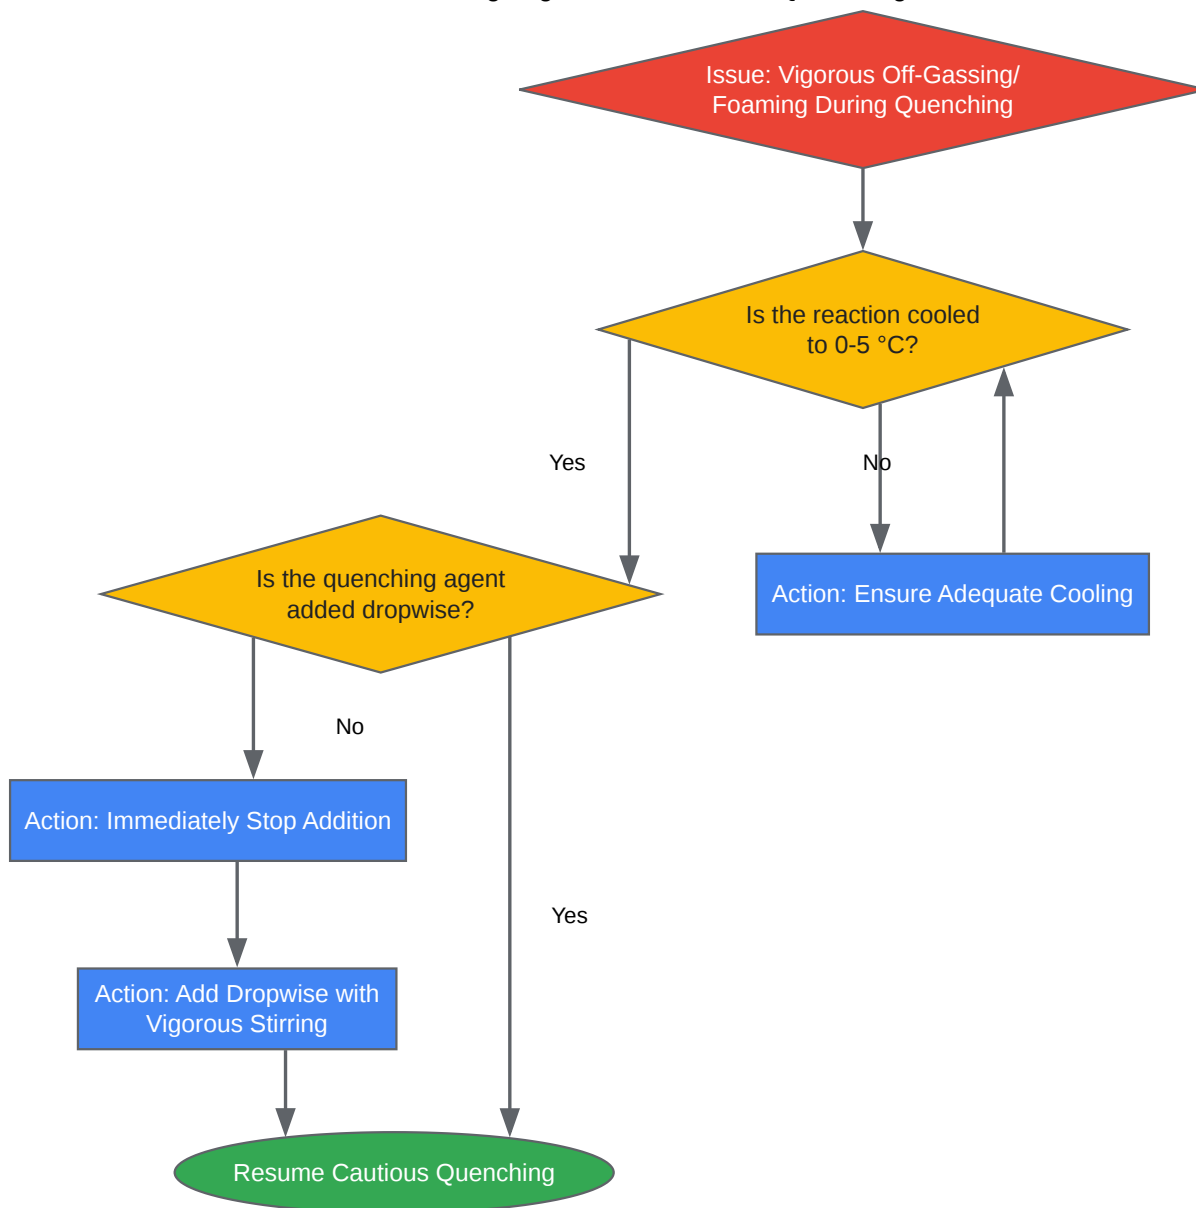 Issue: Vigorous Off-Gassing/
Foaming During Quenching
Is the reaction cooled
to 0-5 °C?
Yes
No
Is the quenching agent
added dropwise?
Action: Ensure Adequate Cooling
No
Action: Immediately Stop Addition
Yes
Action: Add Dropwise with
Vigorous Stirring
Resume Cautious Quenching